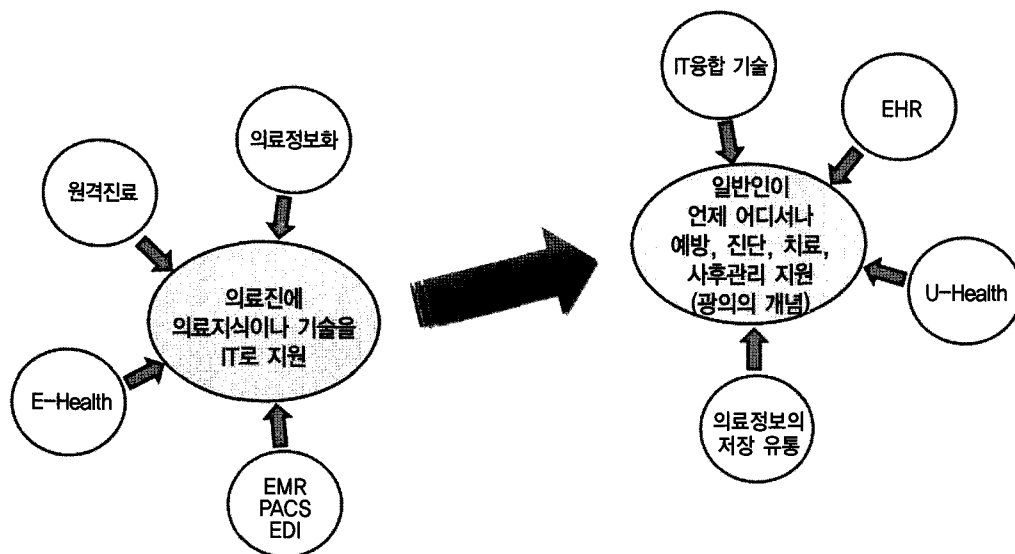 의료정보화
원격진료
의료진에
의료지식이나 기술을
IT로 지원
E-Health
EMR
PACS
EDI
IT융합 기술
EHR
일반인이
언제 어디서나
예방, 진단, 치료,
사후관리 지원
(광의의 개념)
U-Health
의료정보의
저장 유통